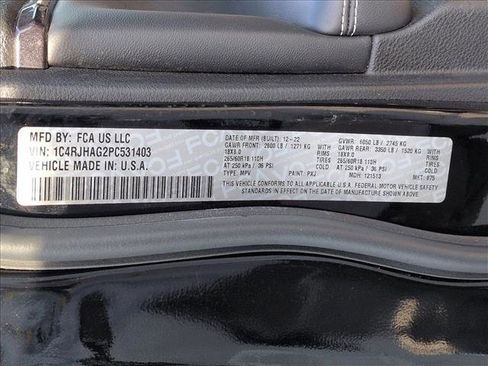 MFD BY: FCA US LLC
VIN: 1C4RJHAG2PC531403
VEHICLE MADE IN: U.S.A.
DATE OF MFR (BUILT): 12-22 GVWR: 6050 LB / 2745 KG
GAWR FRONT: 2800 LB / 1271 KG WITH GAWR REAR: 3350 LB / 1520 KG WITH
18X8.0 RIMS 18X8.0 RIMS
265/60R18 110H TIRES 265/60R18 110H TIRES
AT 250 kPa / 36 PSI AT 250 kPa / 36 PSI
TYPE: MPV PAINT: PXJ MDH: 121513 MKT: 875
THIS VEHICLE CONFORMS TO ALL APPLICABLE U.S.A. FEDERAL MOTOR VEHICLE SAFETY
STANDARDS IN EFFECT ON THE DATE OF MANUFACTURE SHOWN ABOVE.